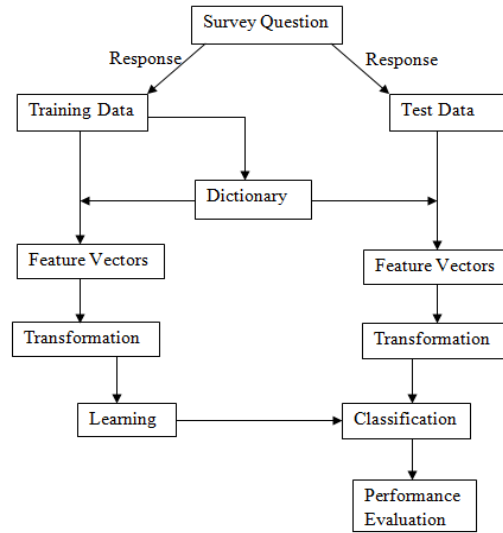 Survey Question
Response
Response
Training Data
Test Data
Dictionary
Feature Vectors
Feature Vectors
Transformation
Transformation
Learning
Classification
Performance
Evaluation